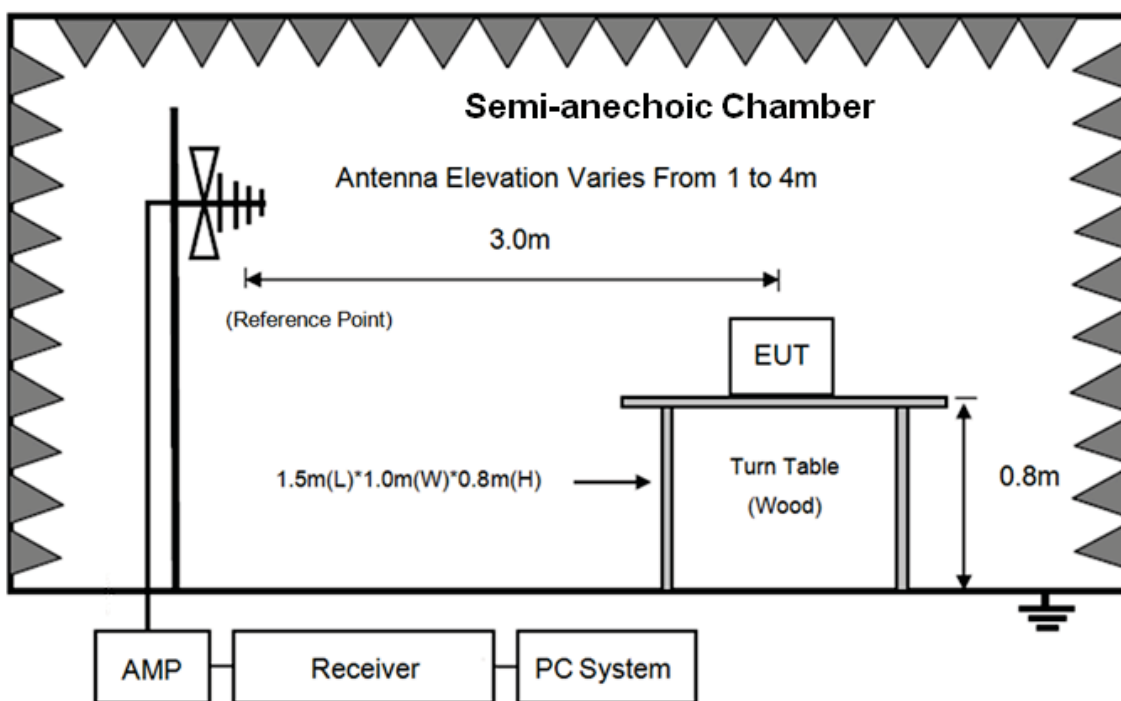 Semi-anechoic Chamber
Antenna Elevation Varies From 1 to 4m
3.0m
(Reference Point)
EUT
1.5m(L)*1.0m(W)*0.8m(H)
Turn Table
(Wood)
0.8m
AMP
Receiver
PC System